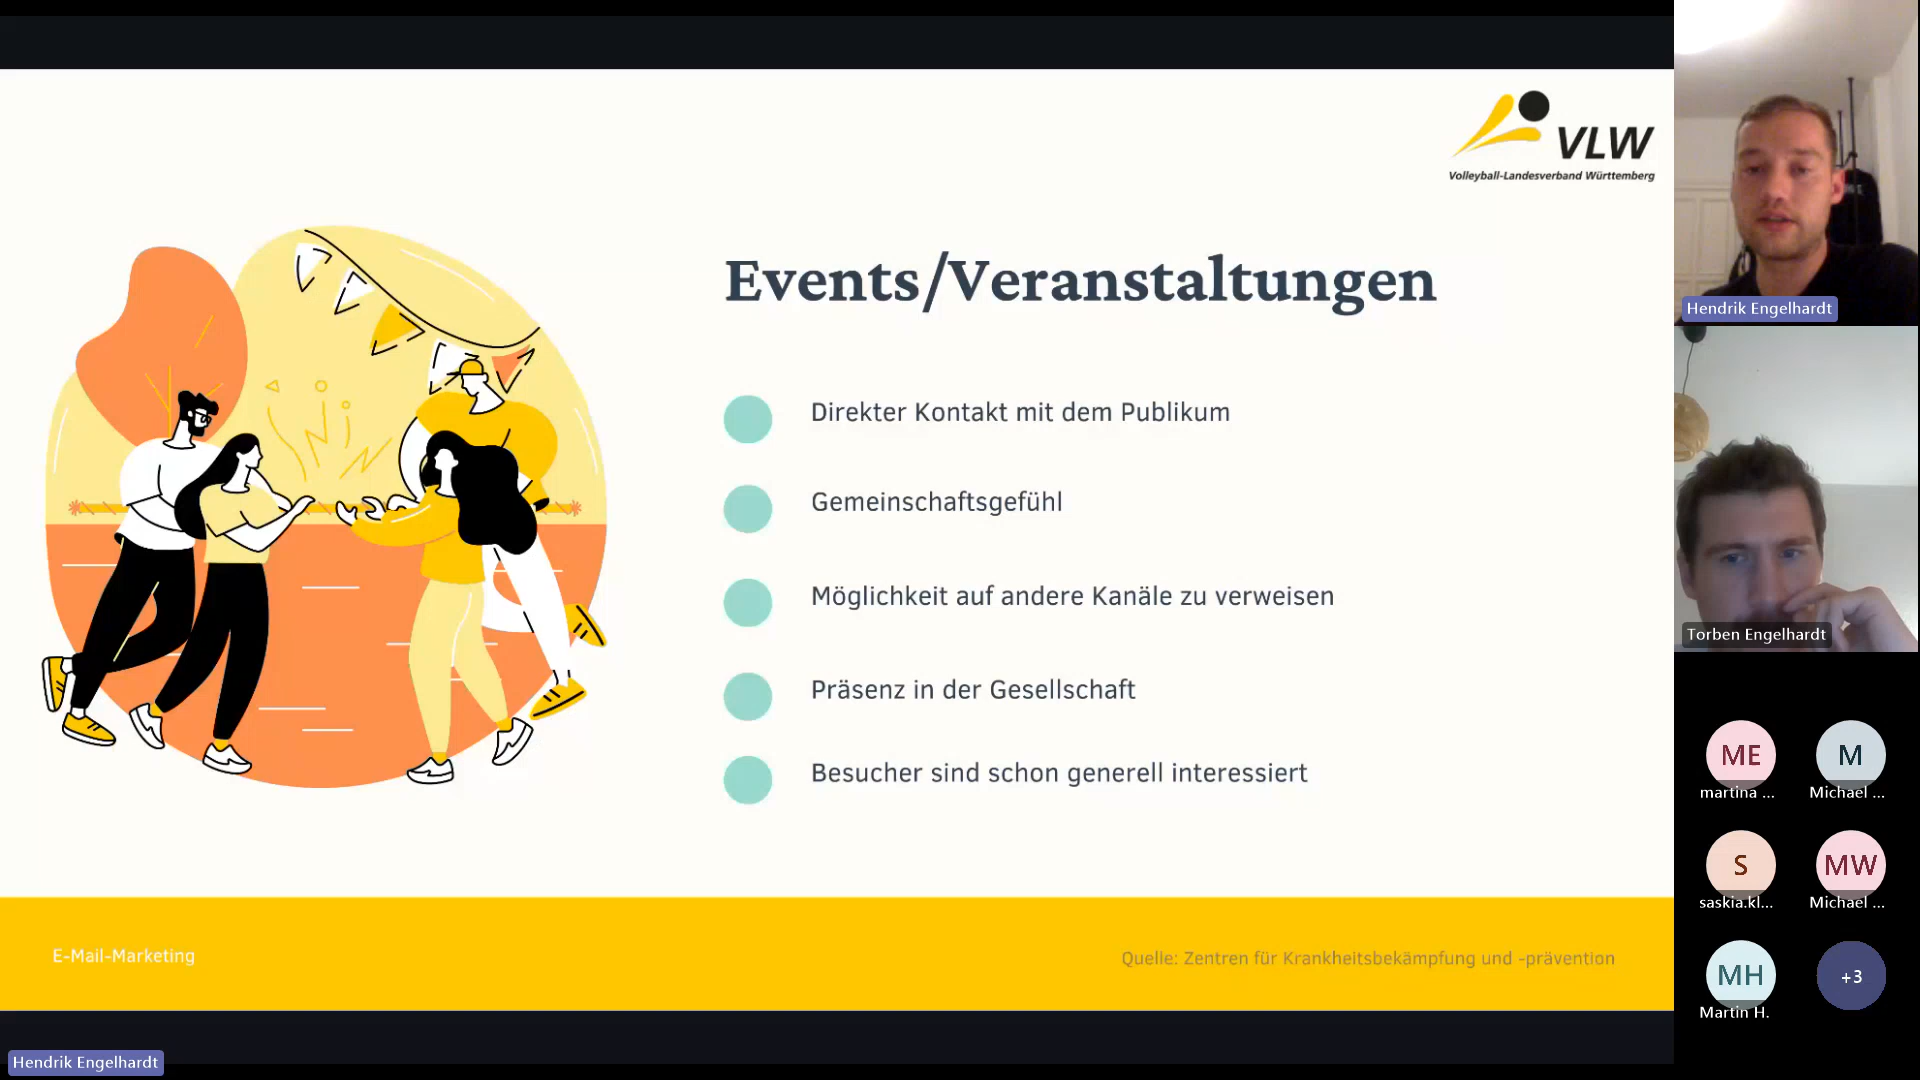 VLW
Volleyball-Landesverband Württemberg
Events/Veranstaltungen
Direkter Kontakt mit dem Publikum
Gemeinschaftsgefühl
Möglichkeit auf andere Kanäle zu verweisen
Präsenz in der Gesellschaft
Besucher sind schon generell interessiert
E-Mail-Marketing
Quelle: Zentren für Krankheitsbekämpfung und -prävention
Hendrik Engelhardt
Hendrik Engelhardt
Torben Engelhardt
ME
martina ...
M
Michael ...
S
saskia.kl...
MW
Michael ...
MH
Martin H.
+3